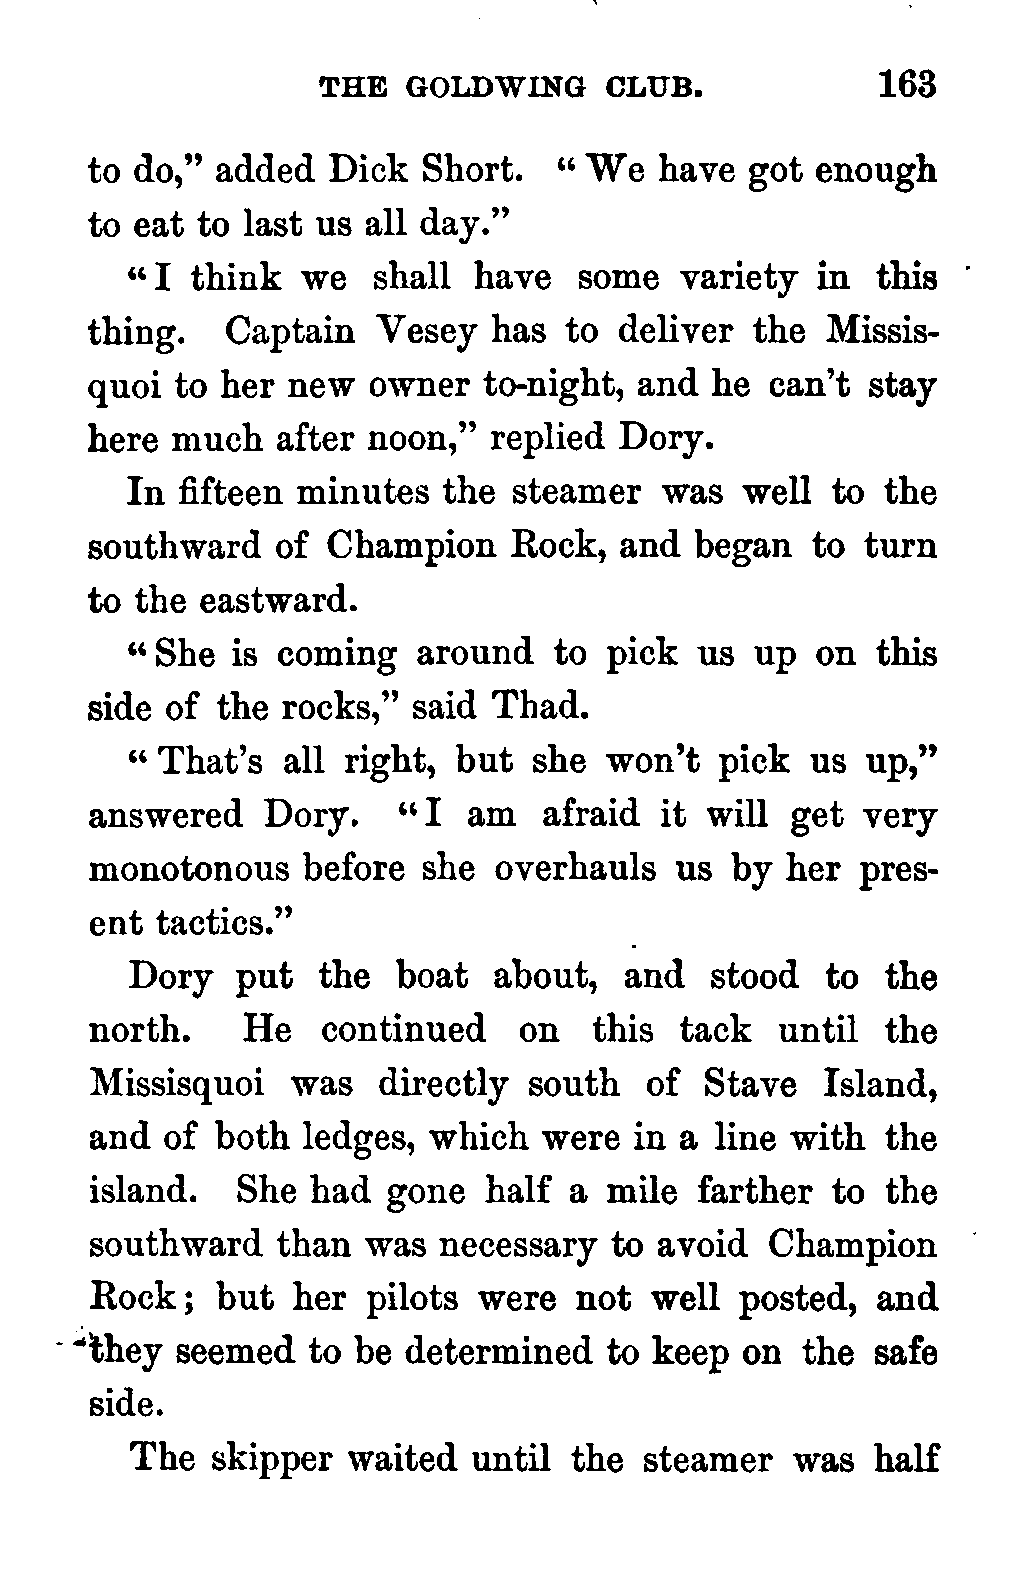 THE GOLDWING CLUB. 163
to do,” added Dick Short. “We have got enough
to eat to last us all day.”
“I think we shall have some variety in this
thing. Captain Vesey has to deliver the Missis-
quoi to her new owner to-night, and he can’t stay
here much after noon,” replied Dory.
In fifteen minutes the steamer was well to the
southward of Champion Rock, and began to turn
to the eastward.
“She is coming around to pick us up on this
side of the rocks,” said Thad.
“That’s all right, but she won’t pick us up,”
answered Dory. “I am afraid it will get very
monotonous before she overhauls us by her pres-
ent tactics.”
Dory put the boat about, and stood to the
north. He continued on this tack until the
Missisquoi was directly south of Stave Island,
and of both ledges, which were in a line with the
island. She had gone half a mile farther to the
southward than was necessary to avoid Champion
Rock; but her pilots were not well posted, and
they seemed to be determined to keep on the safe
side.
The skipper waited until the steamer was half